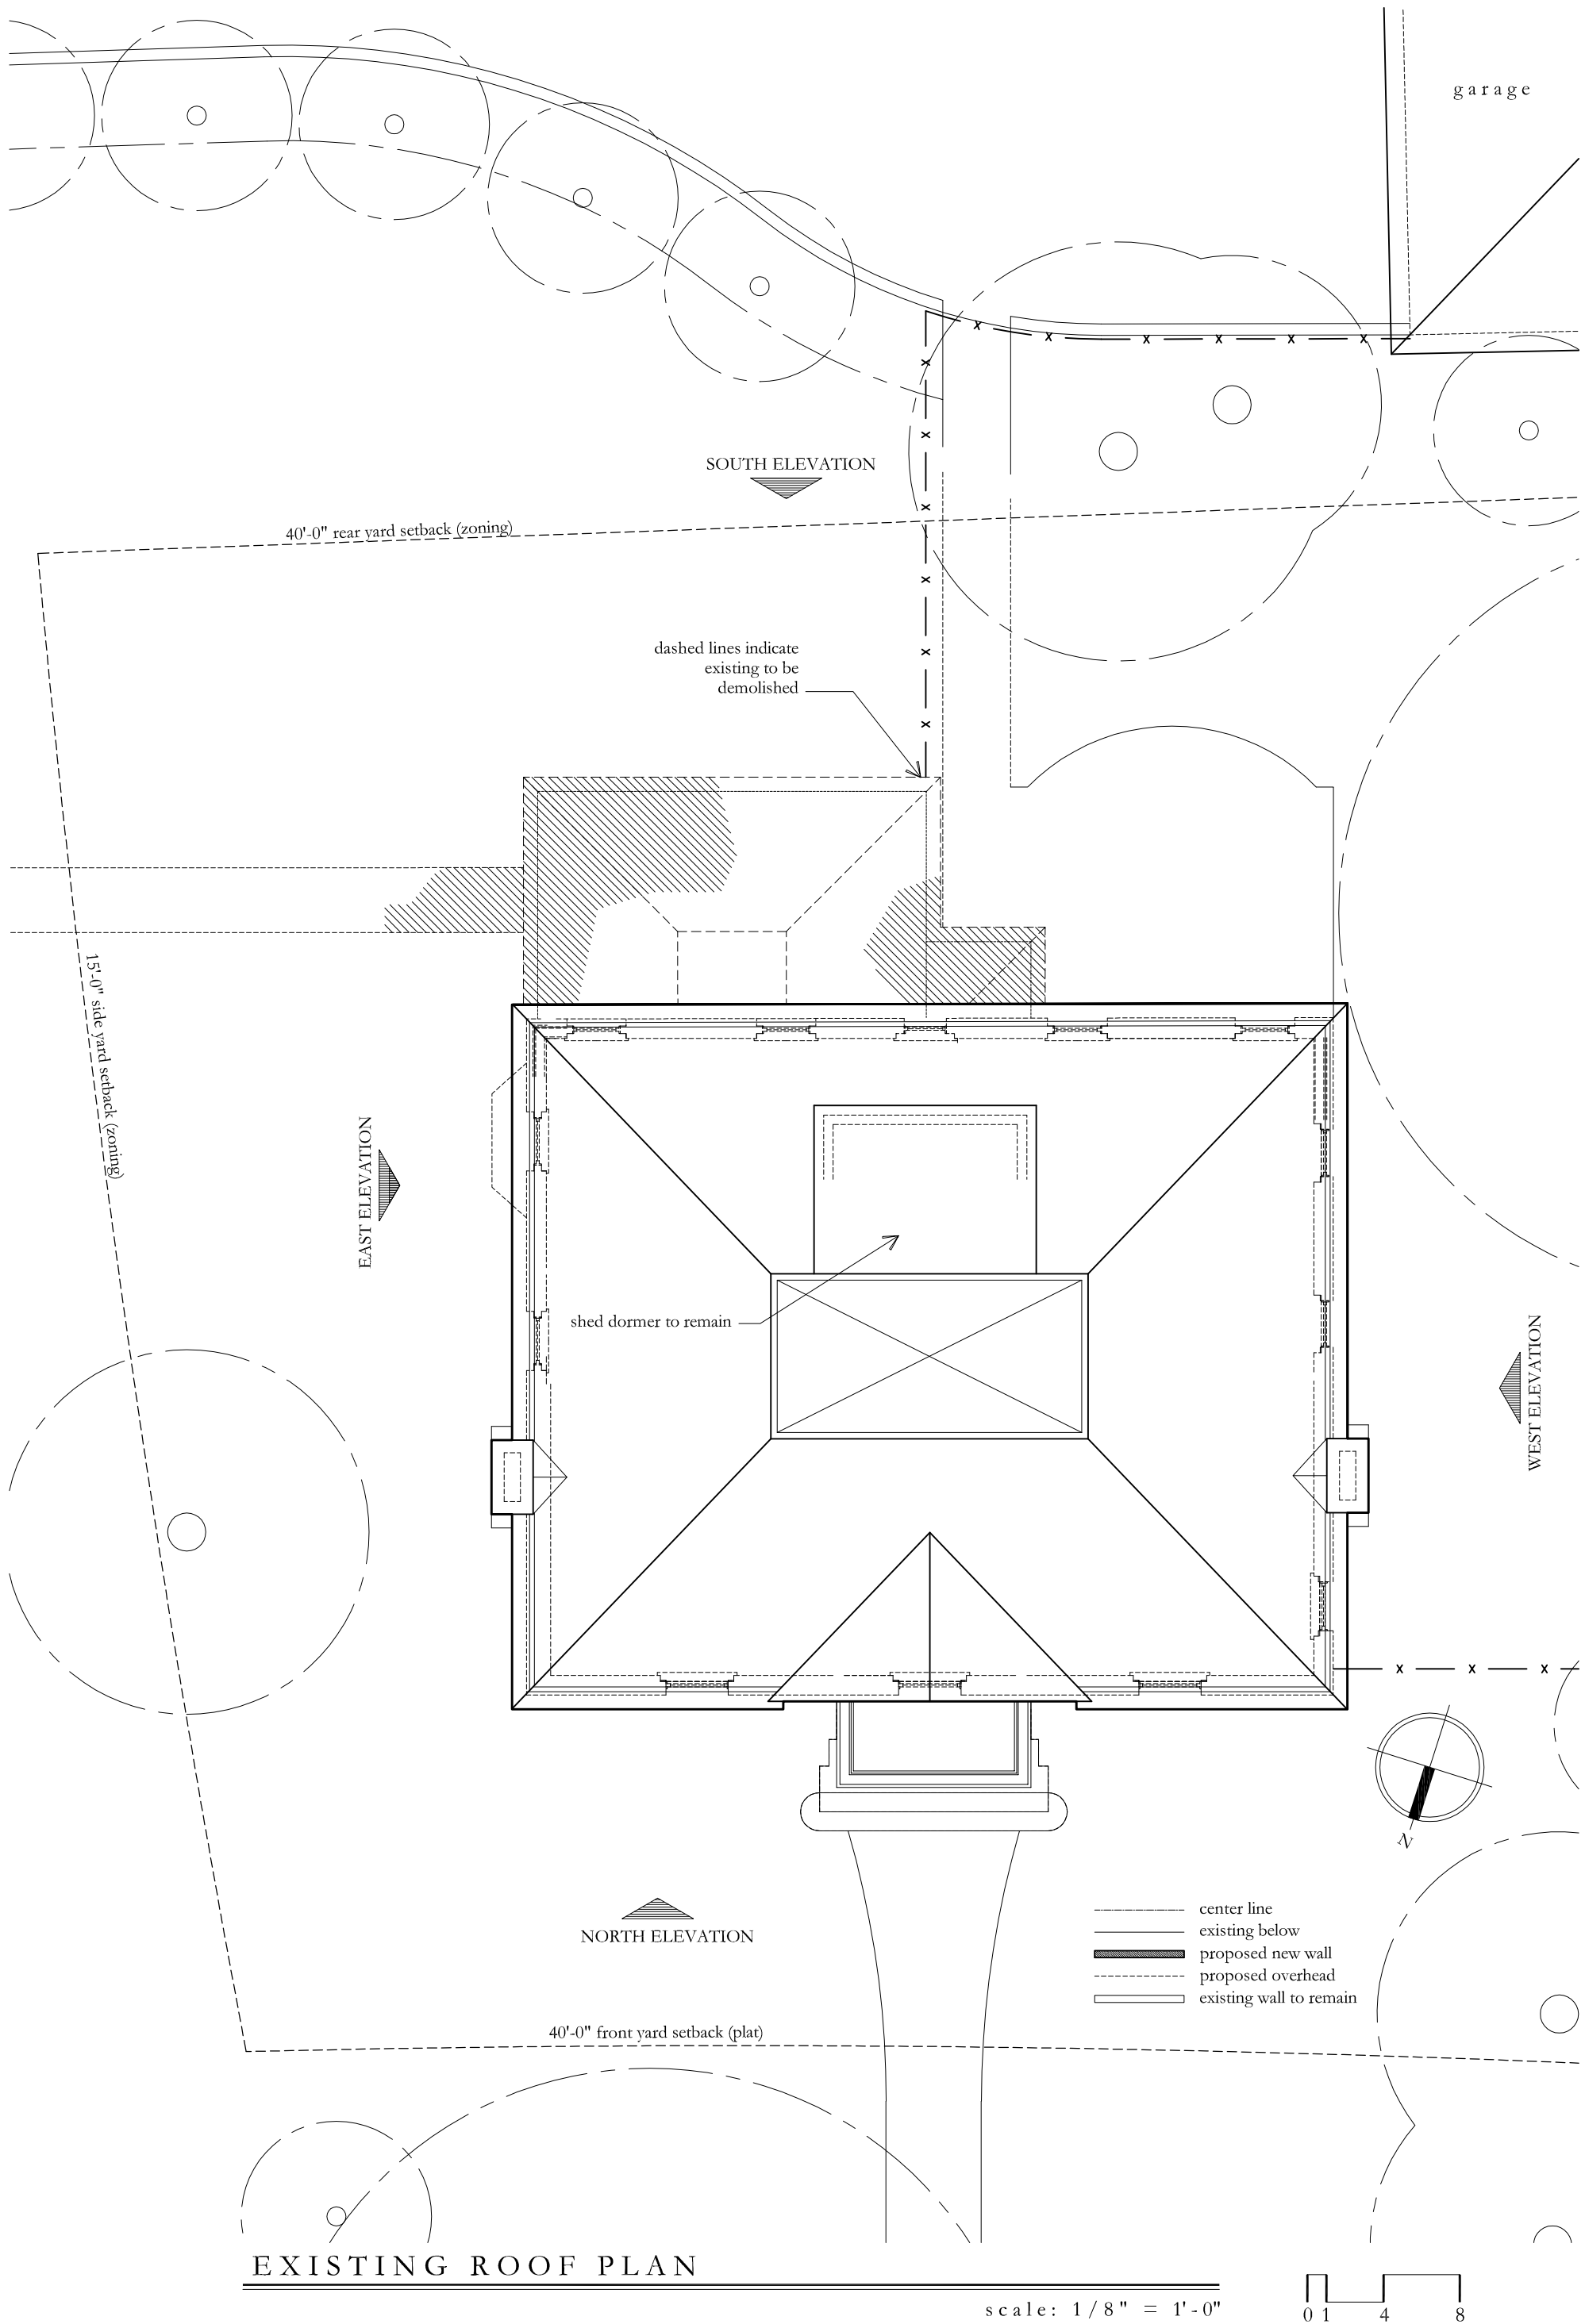 garage
SOUTH ELEVATION
40'-0" rear yard setback (zoning)
dashed lines indicate
existing to be
demolished
15'-0" side yard setback (zoning)
EAST ELEVATION
shed dormer to remain
WEST ELEVATION
N
NORTH ELEVATION
center line
existing below
proposed new wall
proposed overhead
existing wall to remain
40'-0" front yard setback (plat)
EXISTING ROOF PLAN
scale: 1/8" = 1'-0"
0 1 4 8